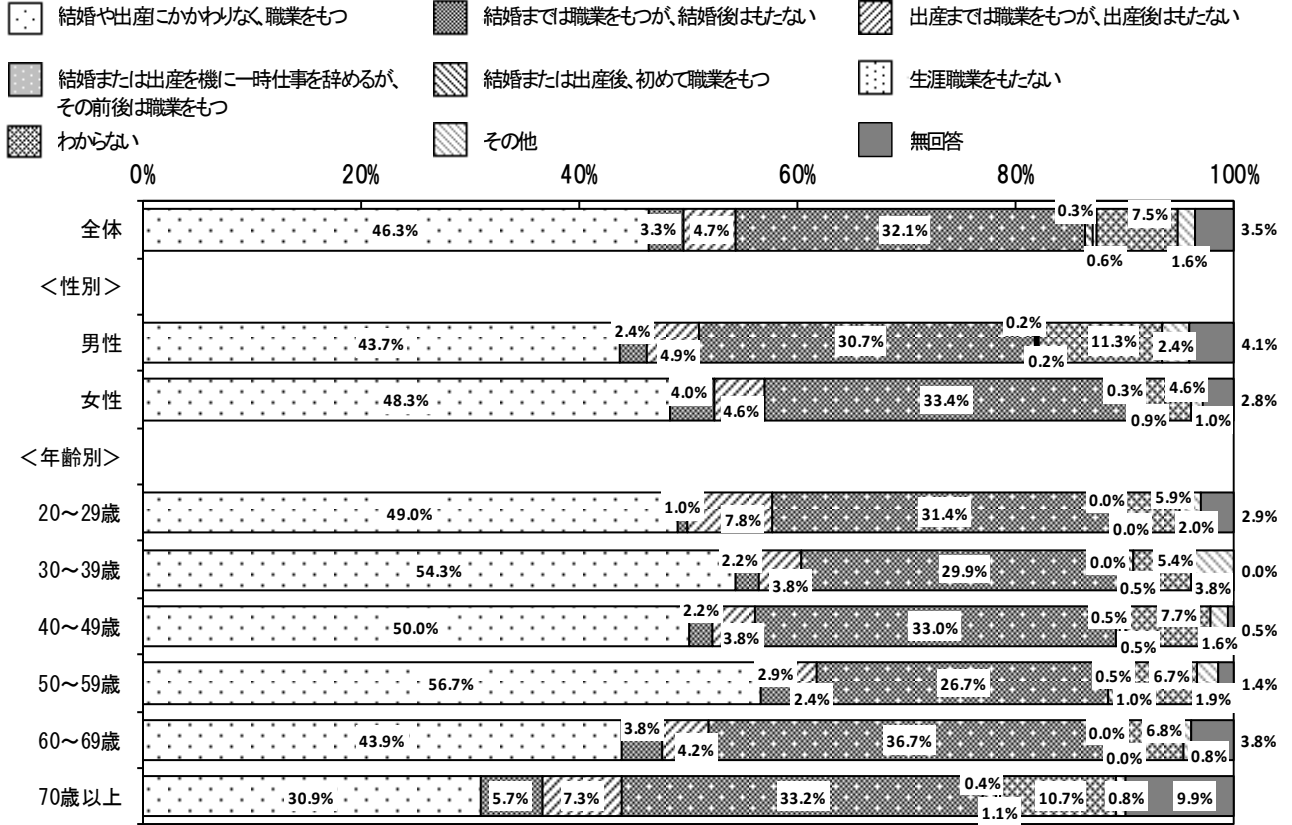 結婚や出産にかかわりなく、職業をもつ
結婚までは職業をもつが、結婚後はもたない
出産までは職業をもつが、出産後はもたない
結婚または出産を機に一時仕事を辞めるが、
その前後は職業をもつ
結婚または出産後、初めて職業をもつ
生涯職業をもたない
わからない
その他
無回答
0% 20% 40% 60% 80% 100%
全体 46.3% 3.3% 4.7% 32.1% 0.3% 0.6% 7.5% 1.6% 3.5%
＜性別＞
男性 43.7% 2.4% 4.9% 30.7% 0.2% 0.2% 11.3% 2.4% 4.1%
女性 48.3% 4.0% 4.6% 33.4% 0.3% 0.9% 4.6% 1.0% 2.8%
＜年齢別＞
20～29歳 49.0% 1.0% 7.8% 31.4% 0.0% 0.0% 5.9% 2.0% 2.9%
30～39歳 54.3% 2.2% 3.8% 29.9% 0.0% 0.5% 5.4% 3.8% 0.0%
40～49歳 50.0% 2.2% 3.8% 33.0% 0.5% 0.5% 7.7% 1.6% 0.5%
50～59歳 56.7% 2.9% 2.4% 26.7% 0.5% 1.0% 6.7% 1.9% 1.4%
60～69歳 43.9% 3.8% 4.2% 36.7% 0.0% 0.0% 6.8% 0.8% 3.8%
70歳以上 30.9% 5.7% 7.3% 33.2% 0.4% 1.1% 10.7% 0.8% 9.9%